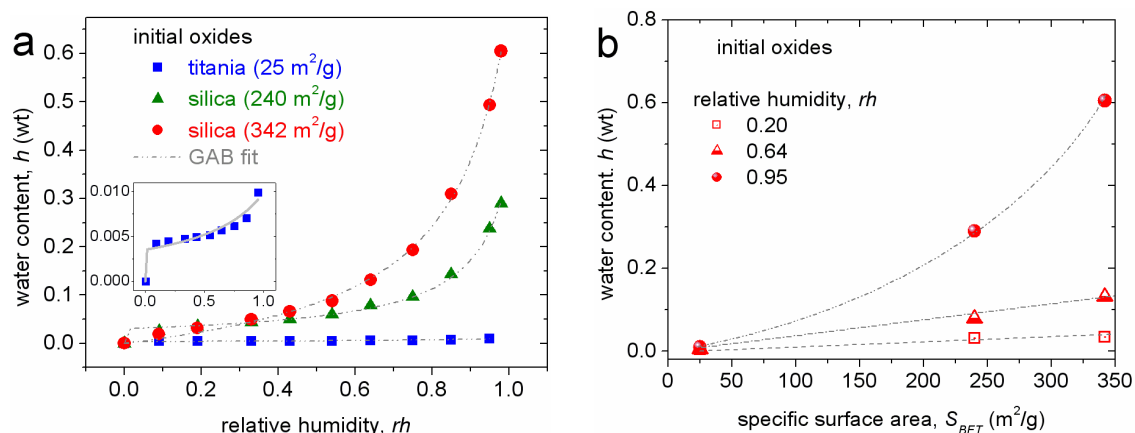 a
initial oxides
titania (25 m²/g)
silica (240 m²/g)
silica (342 m²/g)
GAB fit
0.6
0.5
0.4
0.3
0.2
0.1
0.0
water content, h (wt)
0.010
0.005
0.000
0.0 0.5 1.0
0.0 0.2 0.4 0.6 0.8 1.0
relative humidity, rh
b
initial oxides
relative humidity, rh
0.20
0.64
0.95
0.8
0.6
0.4
0.2
0.0
water content. h (wt)
0 50 100 150 200 250 300 350
specific surface area, S_BET (m²/g)